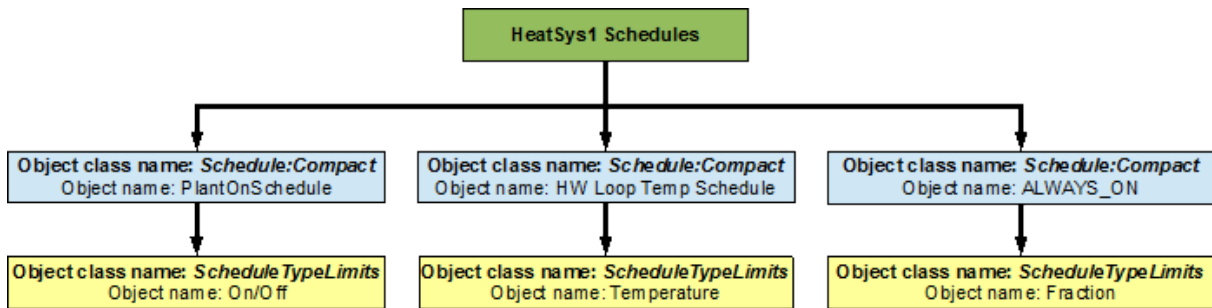 HeatSys1 Schedules
Object class name: Schedule:Compact
Object name: PlantOnSchedule
Object class name: Schedule:Compact
Object name: HW Loop Temp Schedule
Object class name: Schedule:Compact
Object name: ALWAYS_ON
Object class name: ScheduleTypeLimits
Object name: On/Off
Object class name: ScheduleTypeLimits
Object name: Temperature
Object class name: ScheduleTypeLimits
Object name: Fraction